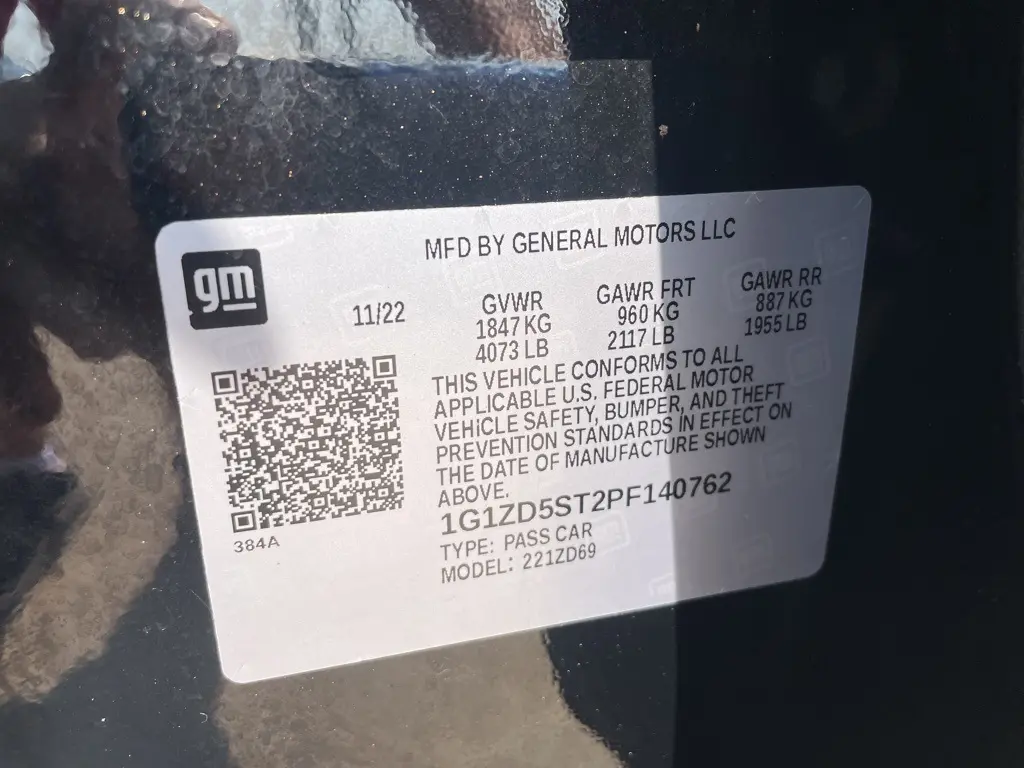 MFD BY GENERAL MOTORS LLC
gm
11/22
GVWR
1847 KG
4073 LB
GAWR FRT
960 KG
2117 LB
GAWR RR
887 KG
1955 LB
THIS VEHICLE CONFORMS TO ALL
APPLICABLE U.S. FEDERAL MOTOR
VEHICLE SAFETY, BUMPER, AND THEFT
PREVENTION STANDARDS IN EFFECT ON
THE DATE OF MANUFACTURE SHOWN
ABOVE.
1G1ZD5ST2PF140762
TYPE: PASS CAR
MODEL: 221ZD69
384A